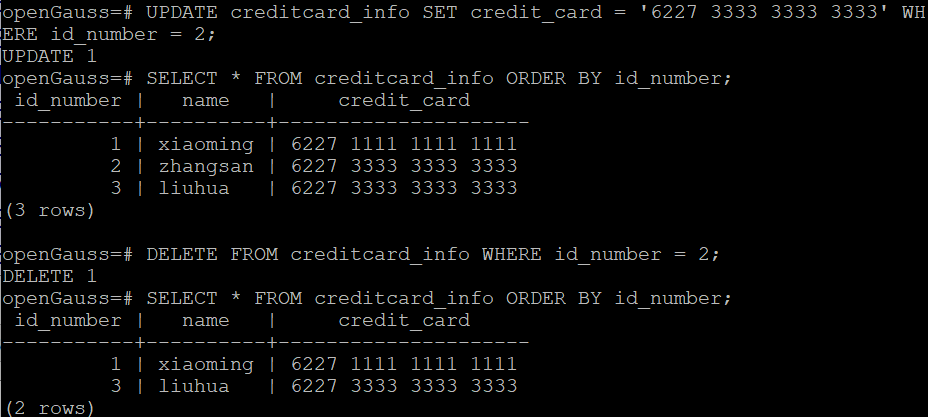 openGauss=# UPDATE creditcard_info SET credit_card = '6227 3333 3333 3333' WH
ERE id_number = 2;
UPDATE 1
openGauss=# SELECT * FROM creditcard_info ORDER BY id_number;
 id_number |   name   |     credit_card
-----------+----------+---------------------
         1 | xiaoming | 6227 1111 1111 1111
         2 | zhangsan | 6227 3333 3333 3333
         3 | liuhua   | 6227 3333 3333 3333
(3 rows)

openGauss=# DELETE FROM creditcard_info WHERE id_number = 2;
DELETE 1
openGauss=# SELECT * FROM creditcard_info ORDER BY id_number;
 id_number |   name   |     credit_card
-----------+----------+---------------------
         1 | xiaoming | 6227 1111 1111 1111
         3 | liuhua   | 6227 3333 3333 3333
(2 rows)